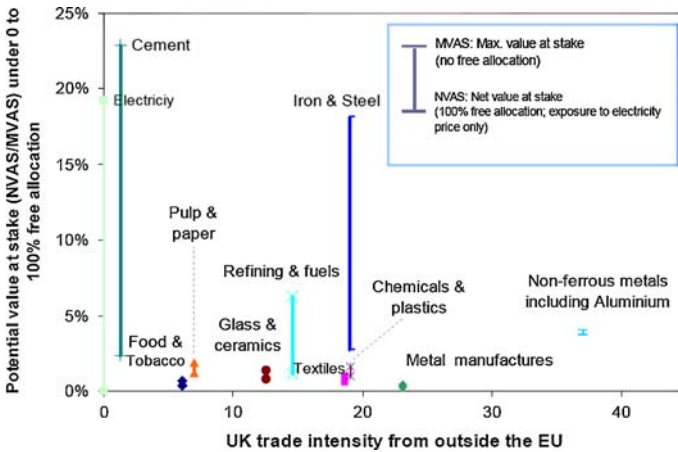 Potential value at stake (NVAS/MVAS) under 0 to
100% free allocation
25%
20%
15%
10%
5%
0%
Cement
Electriciy
Iron & Steel
MVAS: Max. value at stake
(no free allocation)
NVAS: Net value at stake
(100% free allocation; exposure to electricity
price only)
Pulp &
paper
Refining & fuels
Chemicals &
plastics
Non-ferrous metals
including Aluminium
Food &
Tobacco
Glass &
ceramics
Textiles
Metal manufactures
0
10
20
30
40
UK trade intensity from outside the EU